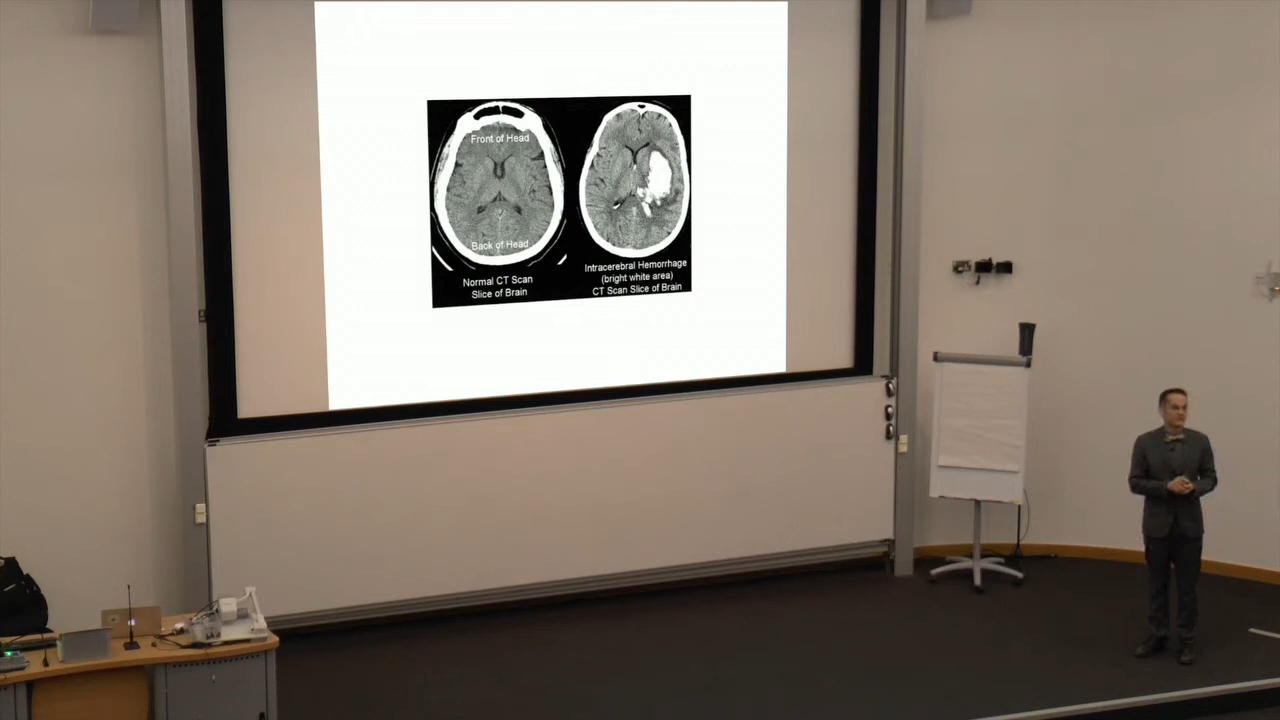 Front of Head
Back of Head
Normal CT Scan
Slice of Brain
Intracerebral Hemorrhage
(bright white area)
CT Scan Slice of Brain